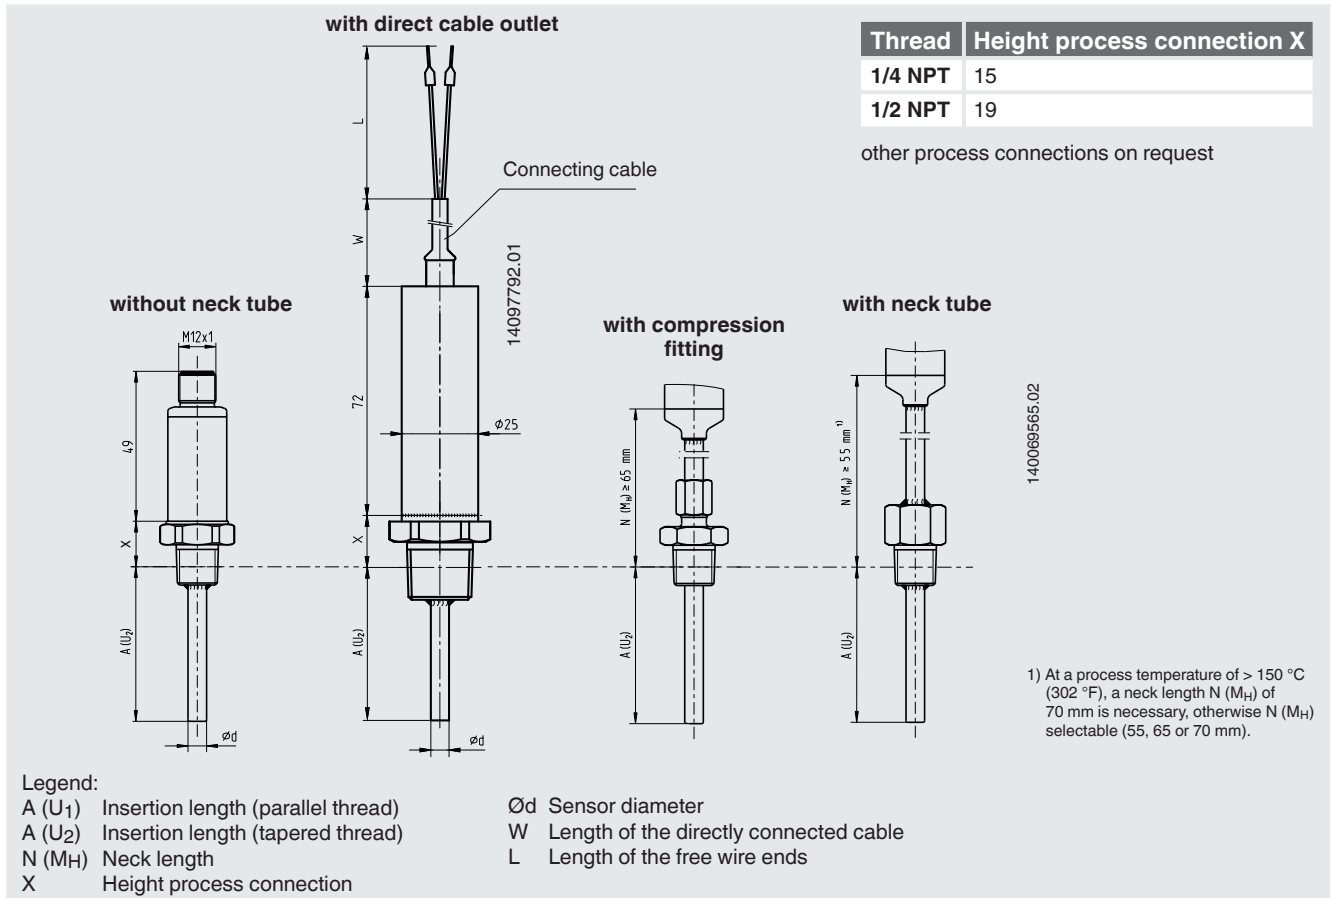 with direct cable outlet
Thread Height process connection X
1/4 NPT 15
1/2 NPT 19
other process connections on request
L
Connecting cable
W
14097792.01
without neck tube
M12x1
49
X
A (U2)
Ød
72
Ø25
X
A (U2)
Ød
with compression
fitting
N (MH) ≥ 65 mm
A (U2)
with neck tube
N (MH) ≥ 55 mm 1)
A (U2)
14069565.02
1) At a process temperature of > 150 °C
(302 °F), a neck length N (MH) of
70 mm is necessary, otherwise N (MH)
selectable (55, 65 or 70 mm).
Legend:
A (U1) Insertion length (parallel thread)
A (U2) Insertion length (tapered thread)
N (MH) Neck length
X Height process connection
Ød Sensor diameter
W Length of the directly connected cable
L Length of the free wire ends